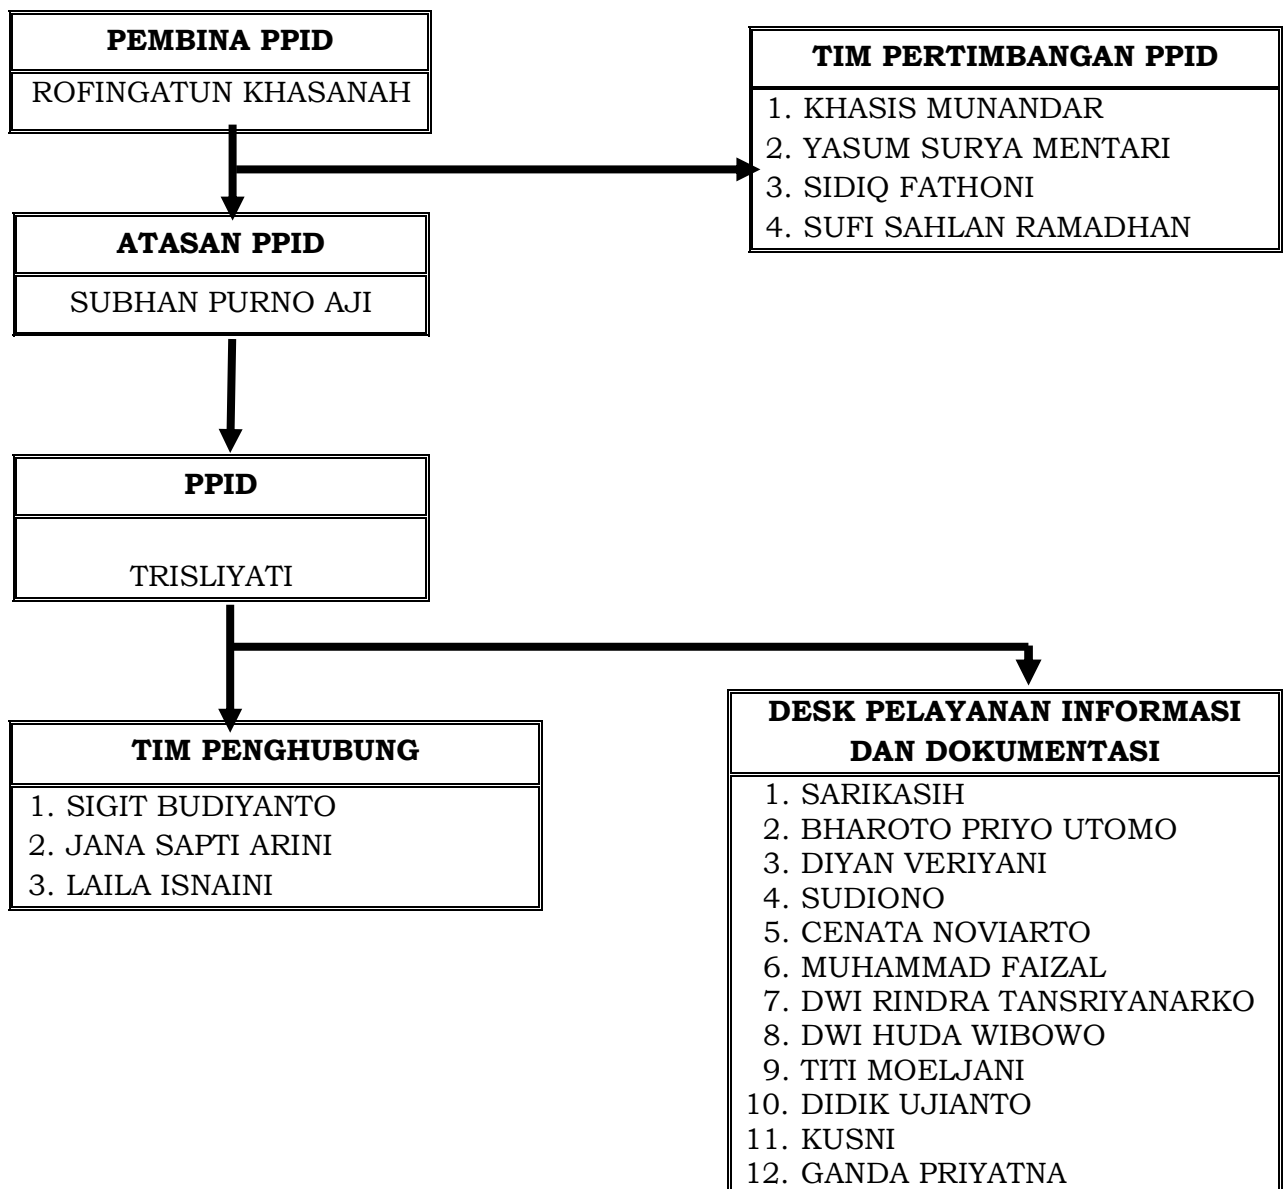 PEMBINA PPID
ROFINGATUN KHASANAH
TIM PERTIMBANGAN PPID
1. KHASIS MUNANDAR
2. YASUM SURYA MENTARI
3. SIDIQ FATHONI
4. SUFI SAHLAN RAMADHAN
ATASAN PPID
SUBHAN PURNO AJI
PPID
TRISLIYATI
TIM PENGHUBUNG
1. SIGIT BUDIYANTO
2. JANA SAPTI ARINI
3. LAILA ISNAINI
DESK PELAYANAN INFORMASI
DAN DOKUMENTASI
1. SARIKASIH
2. BHAROTO PRIYO UTOMO
3. DIYAN VERIYANI
4. SUDIONO
5. CENATA NOVIARTO
6. MUHAMMAD FAIZAL
7. DWI RINDRA TANSRIYANARKO
8. DWI HUDA WIBOWO
9. TITI MOELJANI
10. DIDIK UJIANTO
11. KUSNI
12. GANDA PRIYATNA